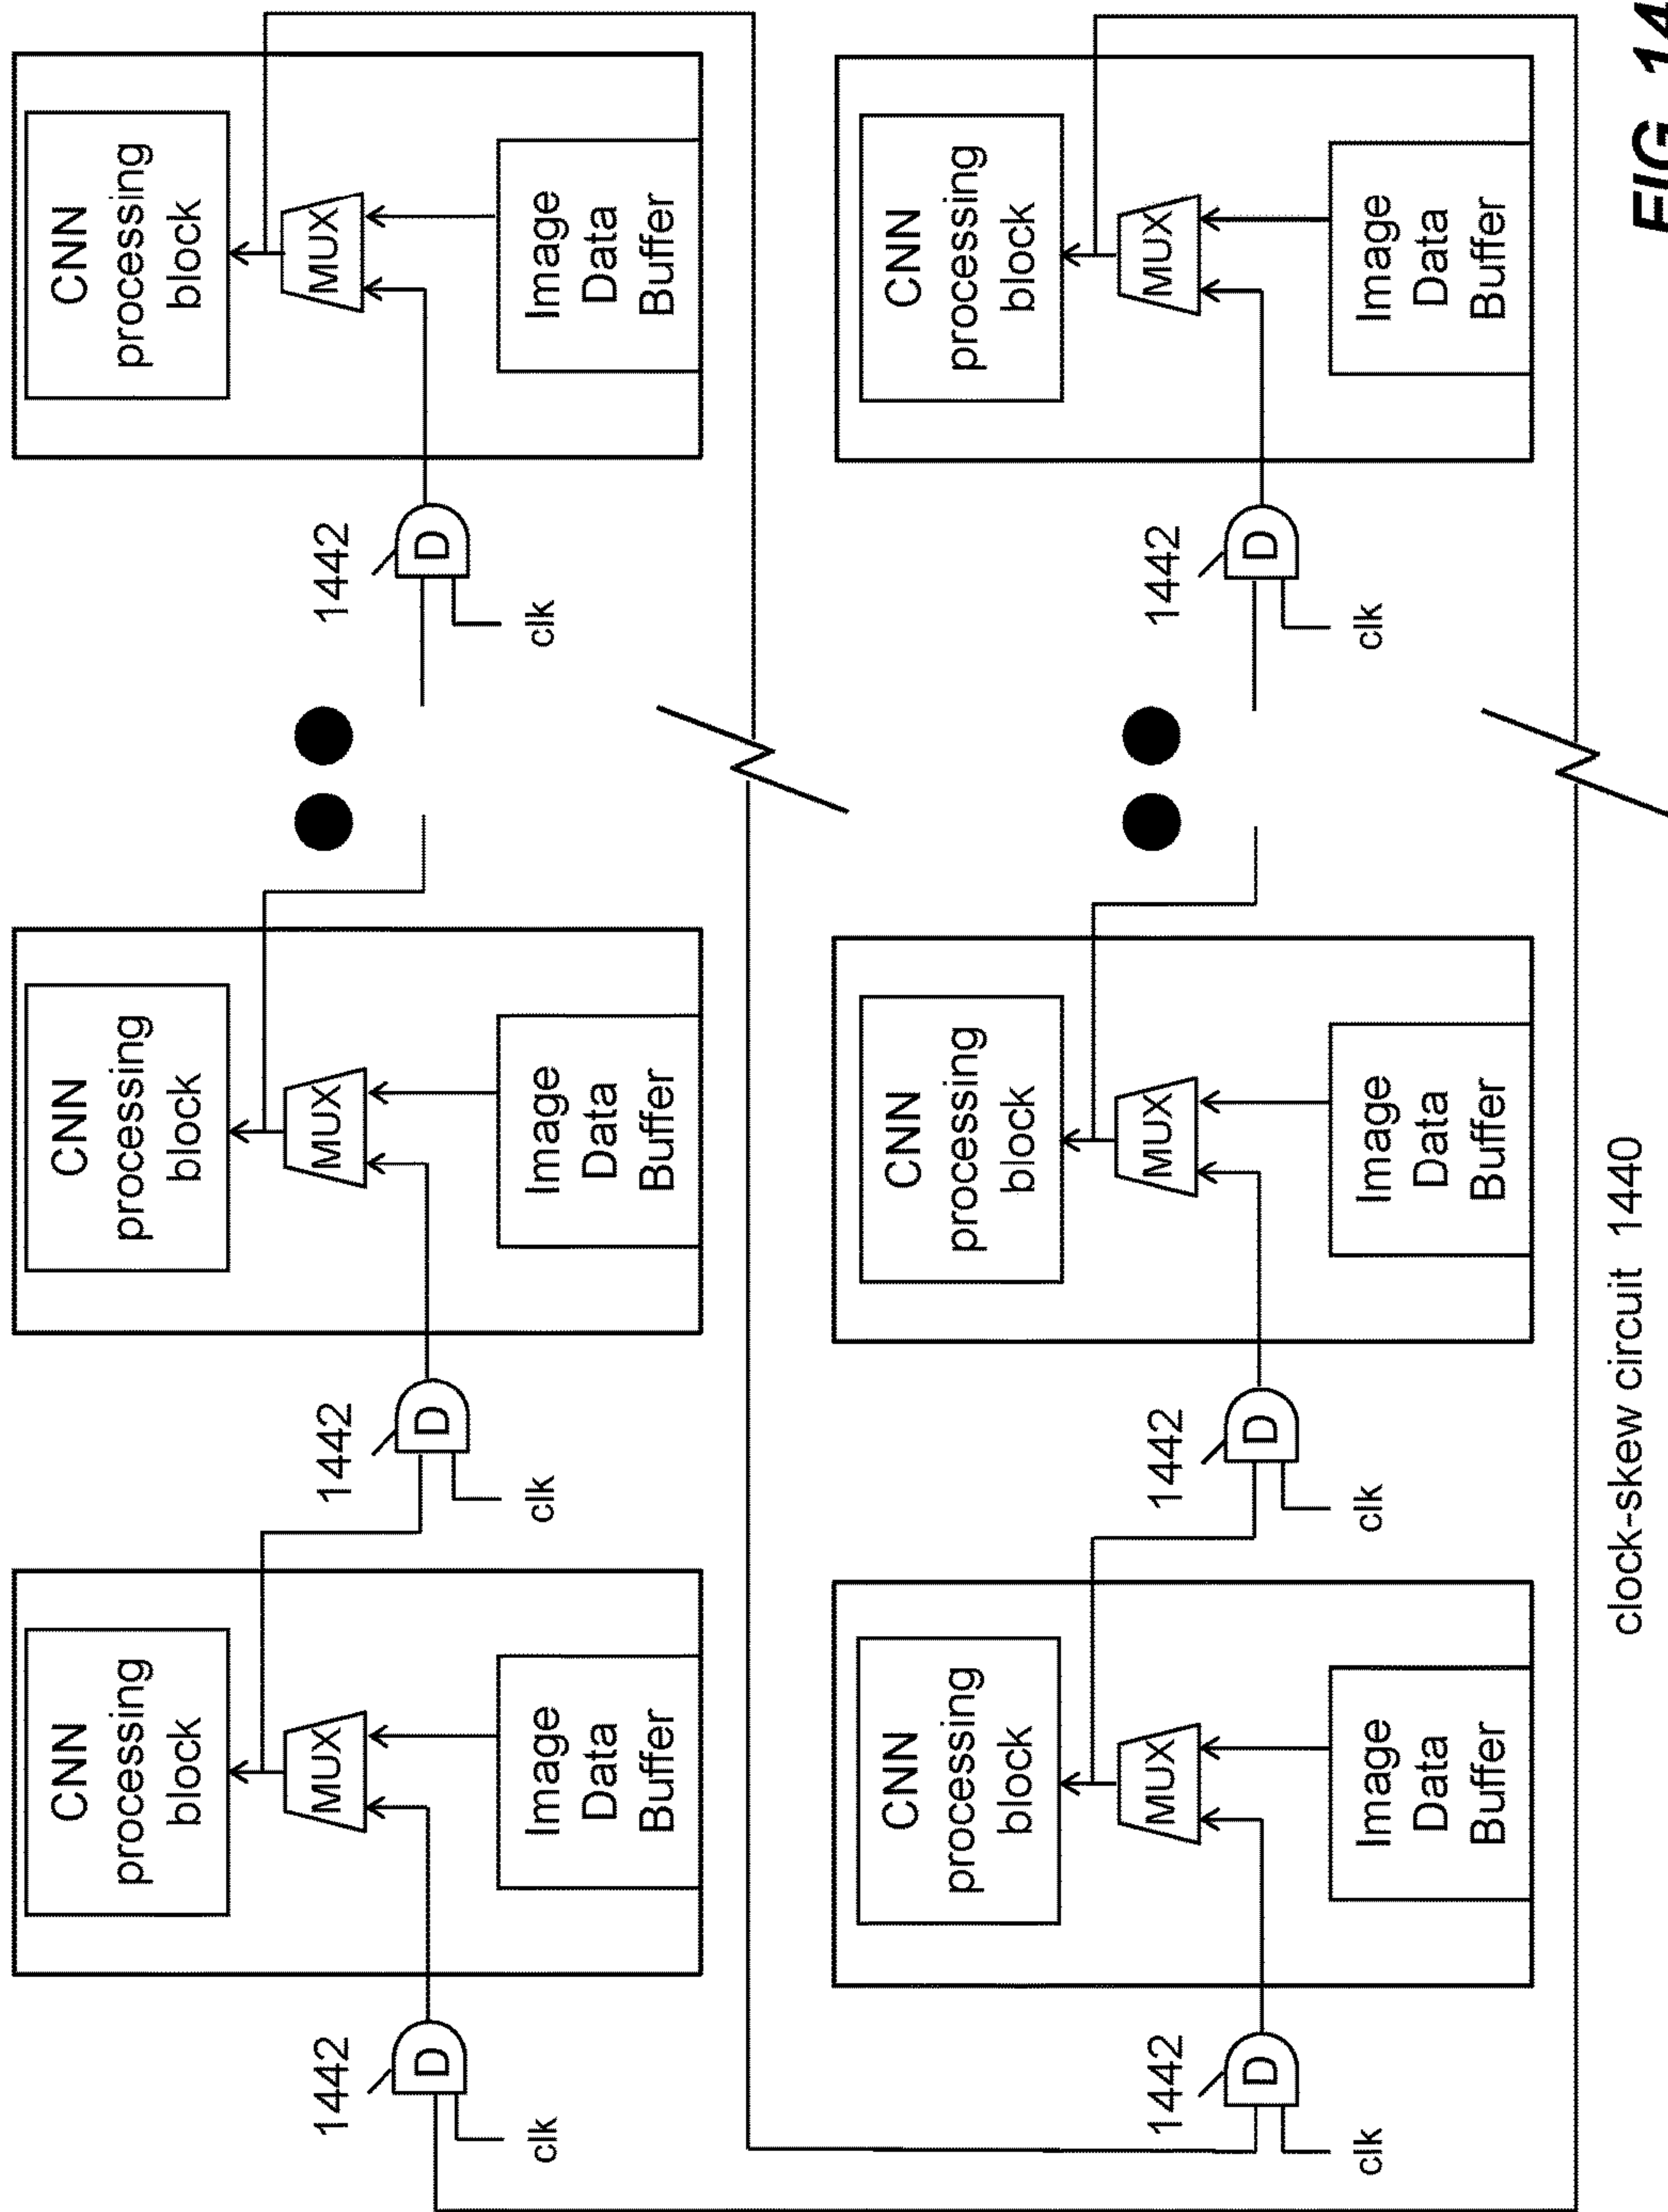 CNN
processing
block
MUX
Image
Data
Buffer
1442
D
clk
CNN
processing
block
MUX
Image
Data
Buffer
1442
D
clk
CNN
processing
block
MUX
Image
Data
Buffer
1442
D
clk
CNN
processing
block
MUX
Image
Data
Buffer
1442
D
clk
CNN
processing
block
MUX
Image
Data
Buffer
1442
D
clk
CNN
processing
block
MUX
Image
Data
Buffer
1442
D
clk
clock-skew circuit 1440
FIG 14